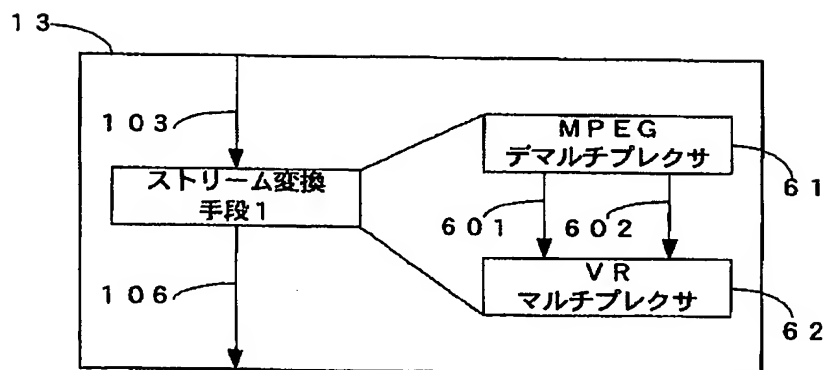 １３
１０３
ストリーム変換
手段１
１０６
ＭＰＥＧ
デマルチプレクサ
６１
６０１
６０２
ＶＲ
マルチプレクサ
６２